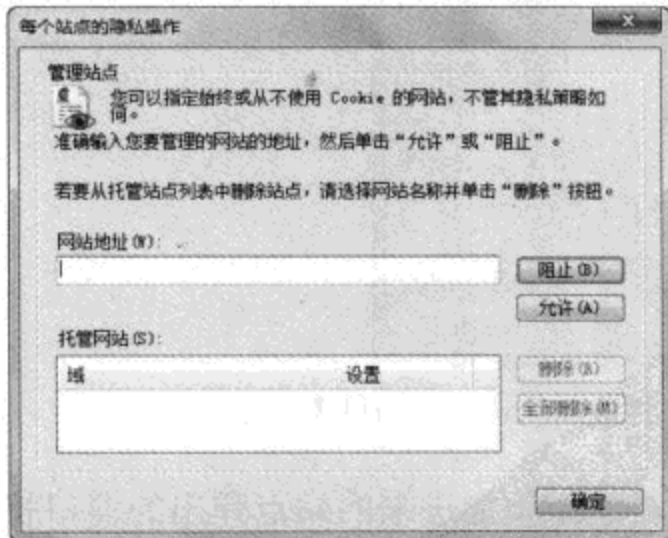 每个站点的隐私操作
管理站点
您可以指定始终或从不使用 Cookie 的网站，不管其隐私策略如
何。
准确输入您要管理的网站的地址，然后单击“允许”或“阻止”。
若要从托管站点列表中删除站点，请选择网站名称并单击“删除”按钮。
网站地址(W):
阻止(B)
允许(A)
托管网站(S):
域 设置
删除(R)
全部删除(M)
确定